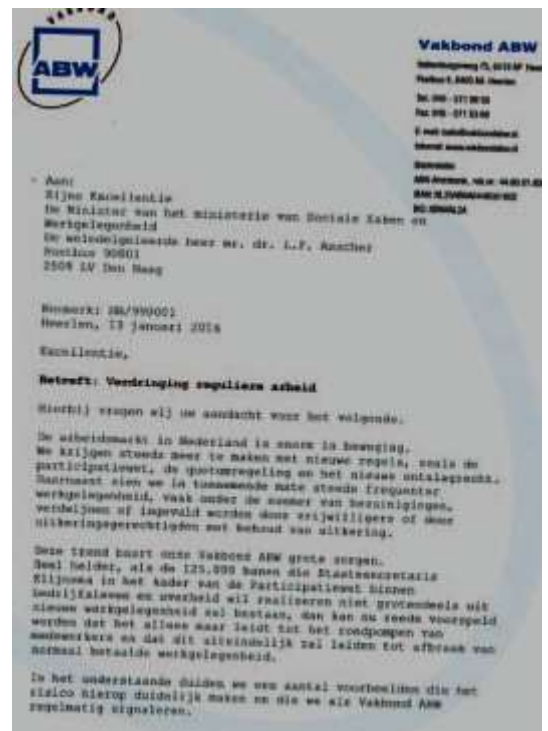 ABW
Vakbond ABW
Aan:
Zijne Excellentie
De Minister van het ministerie van Sociale Zaken en
Werkgelegenheid
De weledelgeleerde heer mr. dr. L.F. Asscher
Postbus 90801
2509 LV Den Haag
Heerlen, 13 januari 2016
Excellentie,
Betreft: Verdringing reguliere arbeid
Hierbij vragen wij uw aandacht voor het volgende.
De arbeidsmarkt in Nederland is enorm in beweging.
We krijgen steeds meer te maken met nieuwe regels, zoals de
participatiewet, de quotumregeling en het nieuwe ontslagrecht.
Daarnaast zien we in toenemende mate steeds frequenter
werkgelegenheid, vaak onder de noemer van bezuinigingen,
verdwijnen of ingevuld worden door vrijwilligers of door
uitkeringsgerechtigden met behoud van uitkering.
Deze trend baart onze Vakbond ABW grote zorgen.
Heel helder, als de 125.000 banen die Staatssecretaris
Klijnsma in het kader van de Participatiewet binnen
bedrijfsleven en overheid wil realiseren niet grotendeels uit
nieuwe werkgelegenheid zal bestaan, dan kan nu reeds voorspeld
worden dat het alleen maar leidt tot het rondpompen van
medewerkers en dat dit uiteindelijk zal leiden tot afbraak van
normaal betaalde werkgelegenheid.
In het onderstaande duiden we een aantal voorbeelden die het
risico hierop duidelijk maken en die we als Vakbond ABW
regelmatig signaleren.